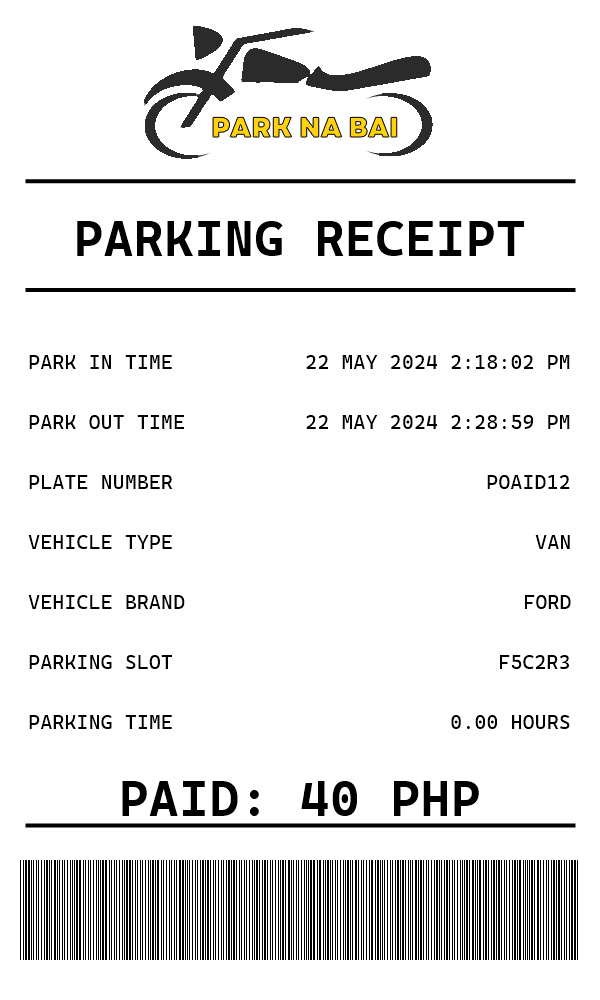 PARK NA BAI
PARKING RECEIPT
PARK IN TIME 22 MAY 2024 2:18:02 PM
PARK OUT TIME 22 MAY 2024 2:28:59 PM
PLATE NUMBER POAID12
VEHICLE TYPE VAN
VEHICLE BRAND FORD
PARKING SLOT F5C2R3
PARKING TIME 0.00 HOURS
PAID: 40 PHP